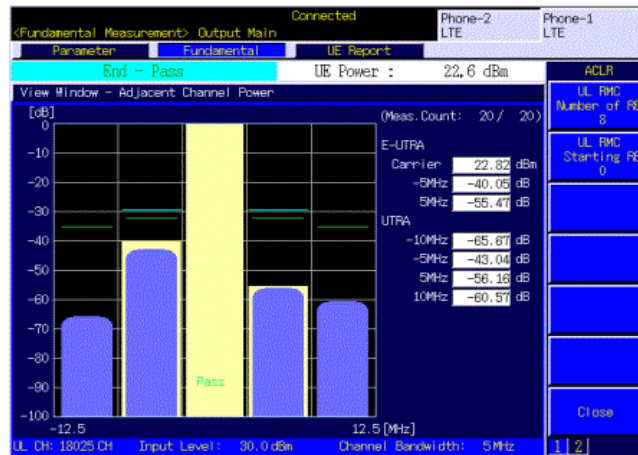 Connected
<Fundamental Measurement> Output Main
Phone-2
LTE
Phone-1
LTE
Parameter
Fundamental
UE Report
End - Pass
UE Power : 22.6 dBm
ACLR
View Window - Adjacent Channel Power
UL RMC
Number of RB
8
UL RMC
Starting RB
0
[dB]
(Meas.Count: 20/ 20)
0
-10
-20
-30
-40
-50
-60
-70
-80
-90
-100
E-UTRA
Carrier 22.82 dBm
-5MHz -40.05 dB
5MHz -55.47 dB
UTRA
-10MHz -65.67 dB
-5MHz -43.04 dB
5MHz -56.16 dB
10MHz -60.57 dB
Pass
-12.5
12.5 [MHz]
Close
UL CH: 18025 CH Input Level: 30.0 dBm Channel Bandwidth: 5 MHz
1 2